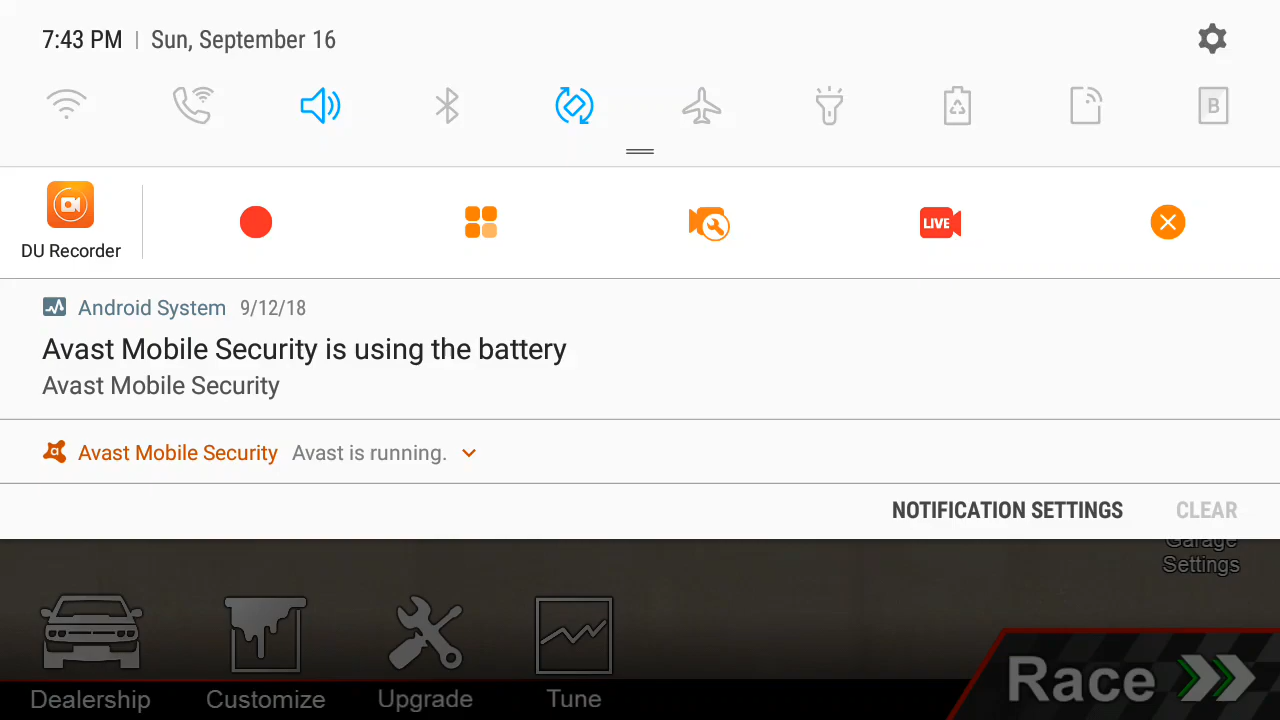 7:43 PM | Sun, September 16
B
DU Recorder
LIVE
Android System 9/12/18
Avast Mobile Security is using the battery
Avast Mobile Security
Avast Mobile Security Avast is running.
NOTIFICATION SETTINGS CLEAR
Garage
Settings
Dealership Customize Upgrade Tune
Race